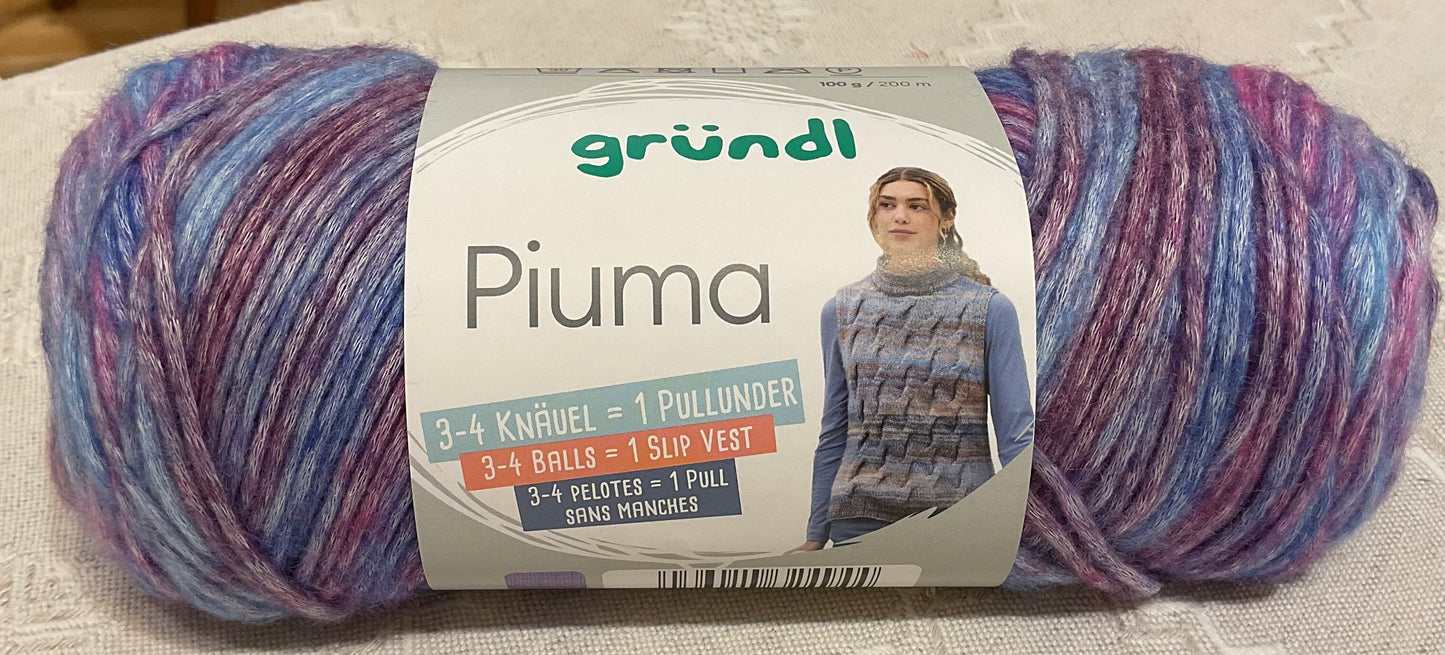 100 g / 200 m
gründl
Piuma
3-4 KNÄUEL = 1 PULLUNDER
3-4 BALLS = 1 SLIP VEST
3-4 PELOTES = 1 PULL
SANS MANCHES